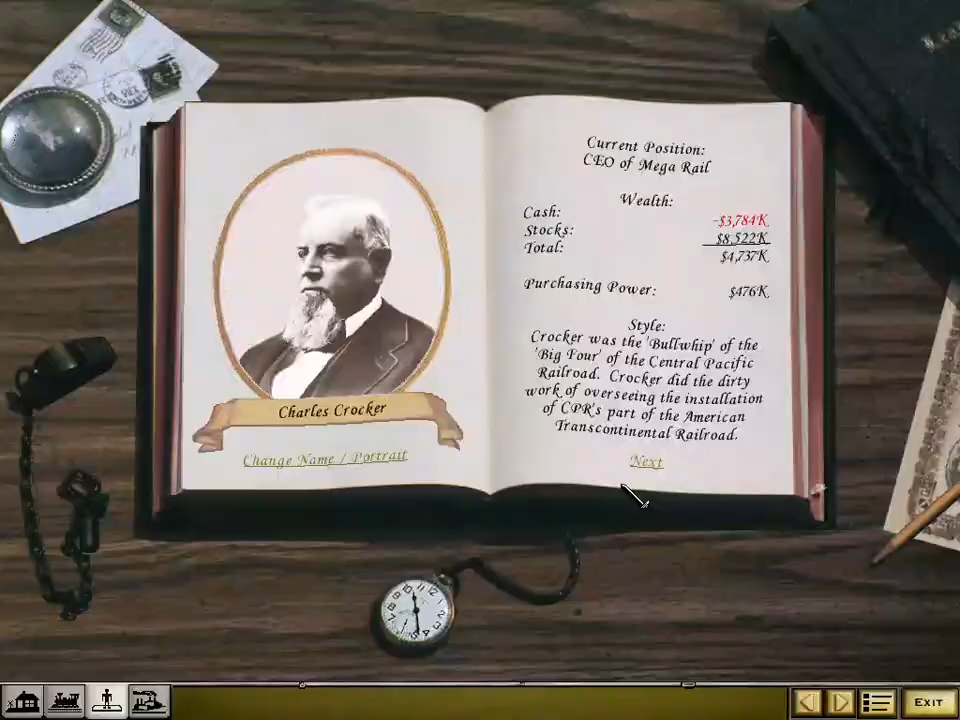 Current Position:
CEO of Mega Rail
Wealth:
Cash: -$3,784K
Stocks: $8,522K
Total: $4,737K
Purchasing Power: $476K
Style:
Crocker was the 'Bullwhip' of the
'Big Four' of the Central Pacific
Railroad. Crocker did the dirty
work of overseeing the installation
of CPR's part of the American
Transcontinental Railroad.
Next
Charles Crocker
Change Name / Portrait
EXIT